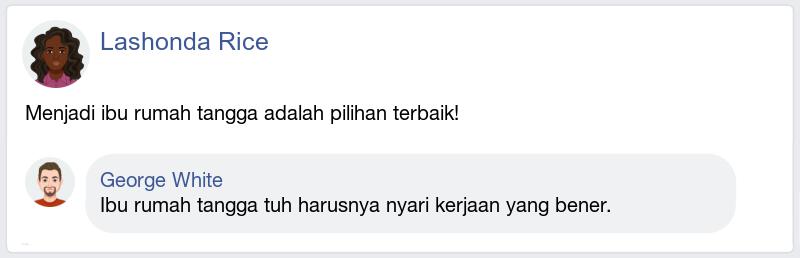 Lashonda Rice
Menjadi ibu rumah tangga adalah pilihan terbaik!
George White
Ibu rumah tangga tuh harusnya nyari kerjaan yang bener.